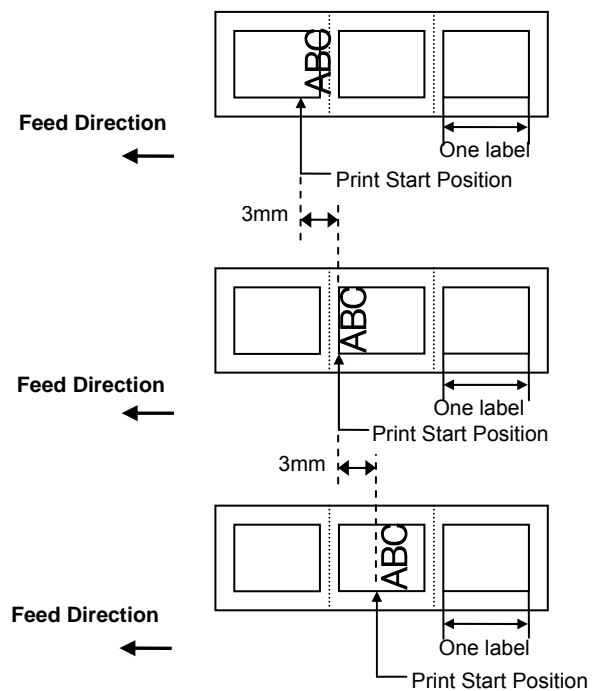 ABC
Feed Direction
One label
Print Start Position
3mm
ABC
Feed Direction
One label
Print Start Position
3mm
ABC
Feed Direction
One label
Print Start Position